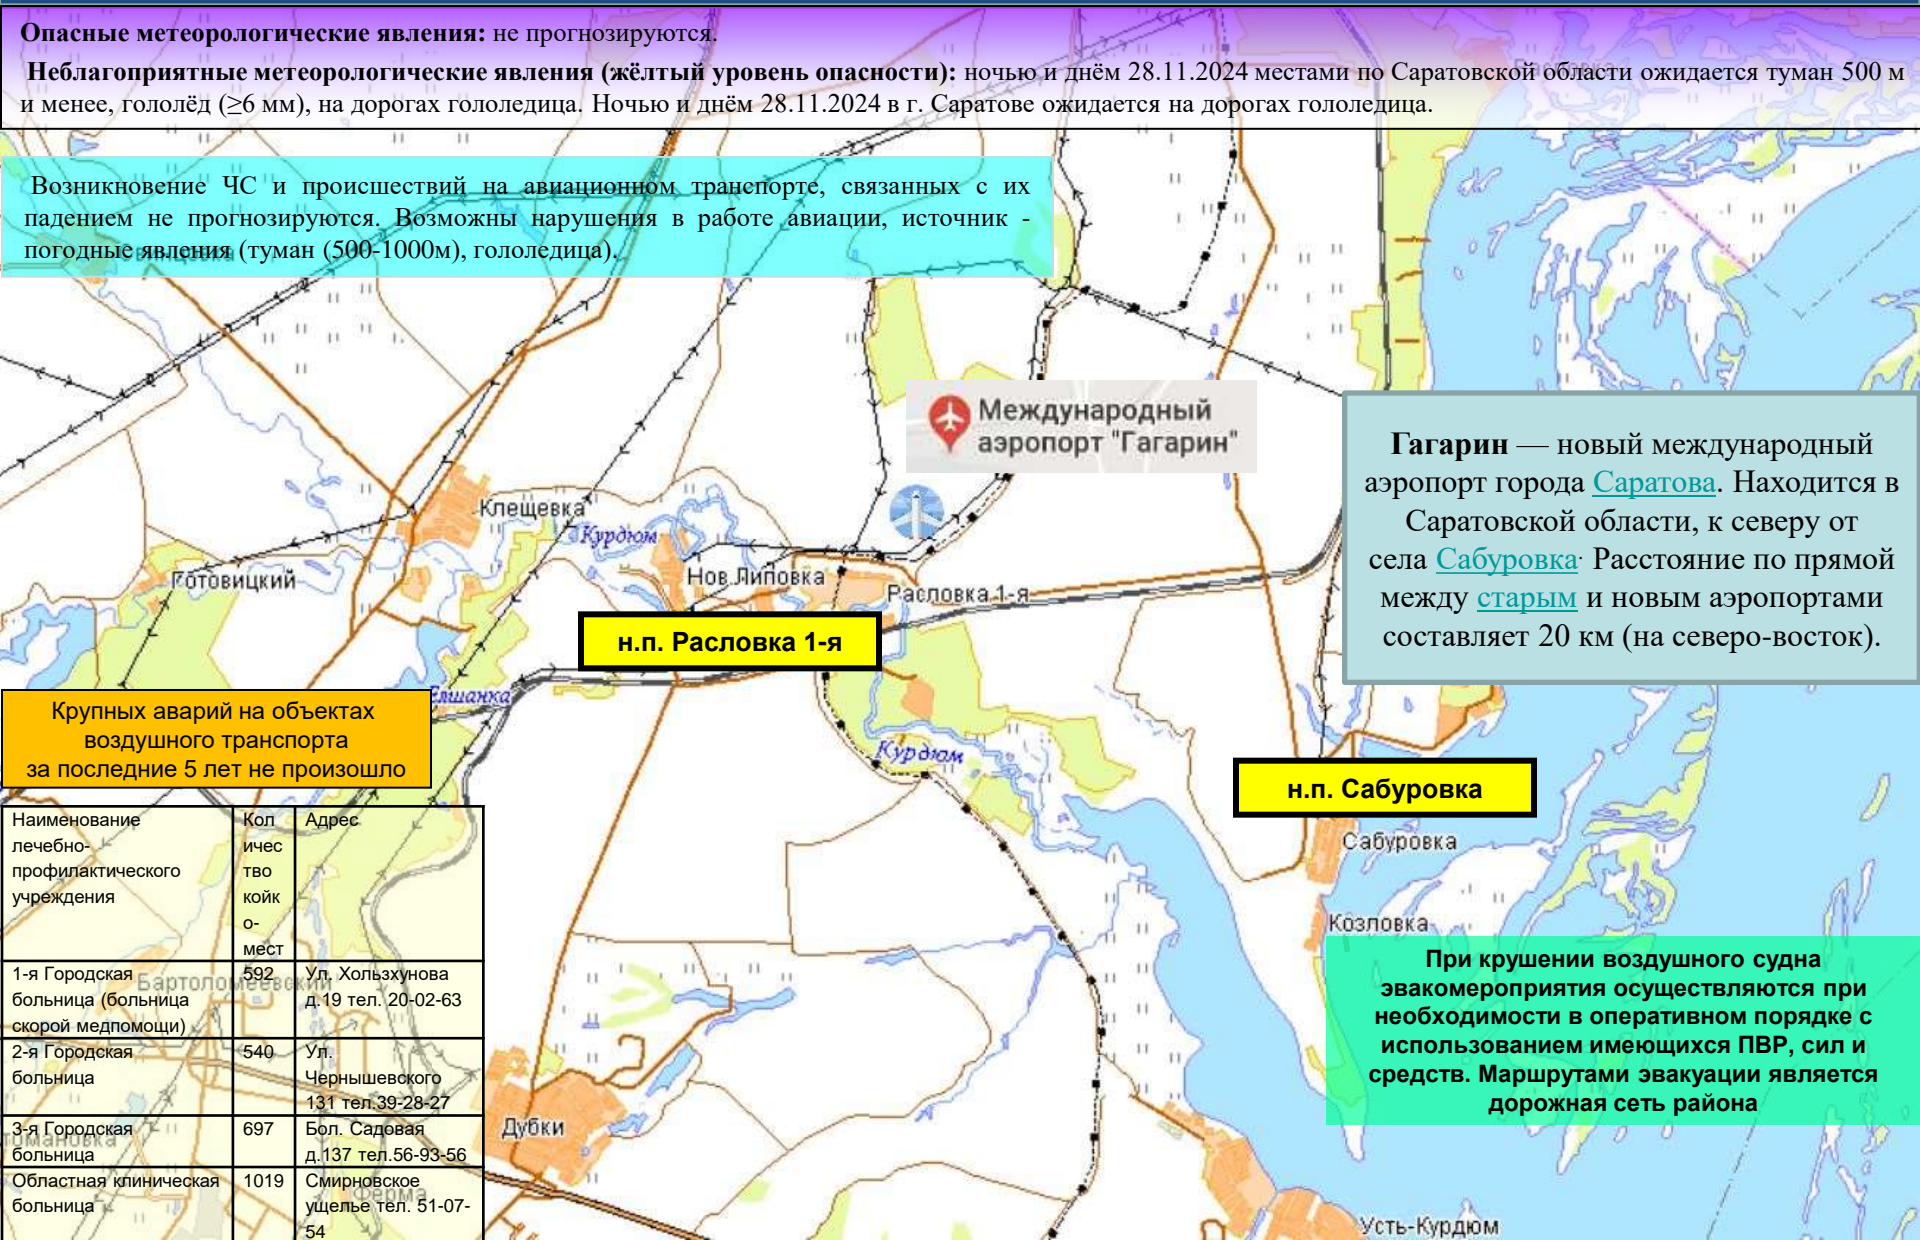 Опасные метеорологические явления: не прогнозируются.
Неблагоприятные метеорологические явления (жёлтый уровень опасности): ночью и днём 28.11.2024 местами по Саратовской области ожидается туман 500 м
и менее, гололёд (≥6 мм), на дорогах гололедица. Ночью и днём 28.11.2024 в г. Саратове ожидается на дорогах гололедица.
Возникновение ЧС и происшествий на авиационном транспорте, связанных с их
падением не прогнозируются. Возможны нарушения в работе авиации, источник -
погодные явления (туман (500-1000м), гололедица).
Международный
аэропорт "Гагарин"
Гагарин — новый международный
аэропорт города Саратова. Находится в
Саратовской области, к северу от
села Сабуровка. Расстояние по прямой
между старым и новым аэропортами
составляет 20 км (на северо-восток).
Клещевка
Курдюм
Готовицкий
Нов.Липовка
Расловка 1-я
н.п. Расловка 1-я
Елшанка
Крупных аварий на объектах
воздушного транспорта
за последние 5 лет не произошло
Курдюм
н.п. Сабуровка
Сабуровка
Козловка
При крушении воздушного судна
эвакомероприятия осуществляются при
необходимости в оперативном порядке с
использованием имеющихся ПВР, сил и
средств. Маршрутами эвакуации является
дорожная сеть района
Наименование
лечебно-
профилактического
учреждения
Кол
ичес
тво
койк
о-
мест
Адрес
1-я Городская
больница (больница
скорой медпомощи)
592
Ул. Хользхунова
д.19 тел. 20-02-63
Бартоломеевский
2-я Городская
больница
540
Ул.
Чернышевского
131 тел.39-28-27
3-я Городская
больница
697
Бол. Садовая
д.137 тел.56-93-56
Областная клиническая
больница
1019
Смирновское
ущелье тел. 51-07-
54
Ферма
Дубки
Усть-Курдюм